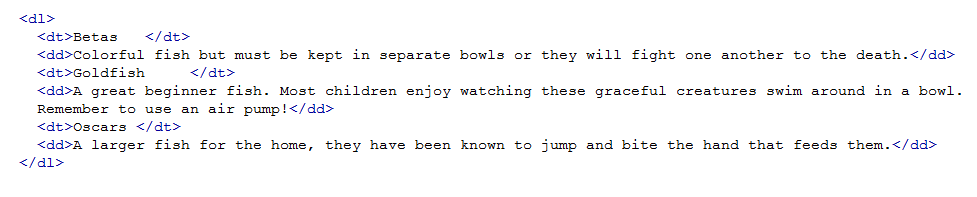 <dl>
<dt>Betas   </dt>
<dd>Colorful fish but must be kept in separate bowls or they will fight one another to the death.</dd>
<dt>Goldfish     </dt>
<dd>A great beginner fish. Most children enjoy watching these graceful creatures swim around in a bowl.
Remember to use an air pump!</dd>
<dt>Oscars </dt>
<dd>A larger fish for the home, they have been known to jump and bite the hand that feeds them.</dd>
</dl>